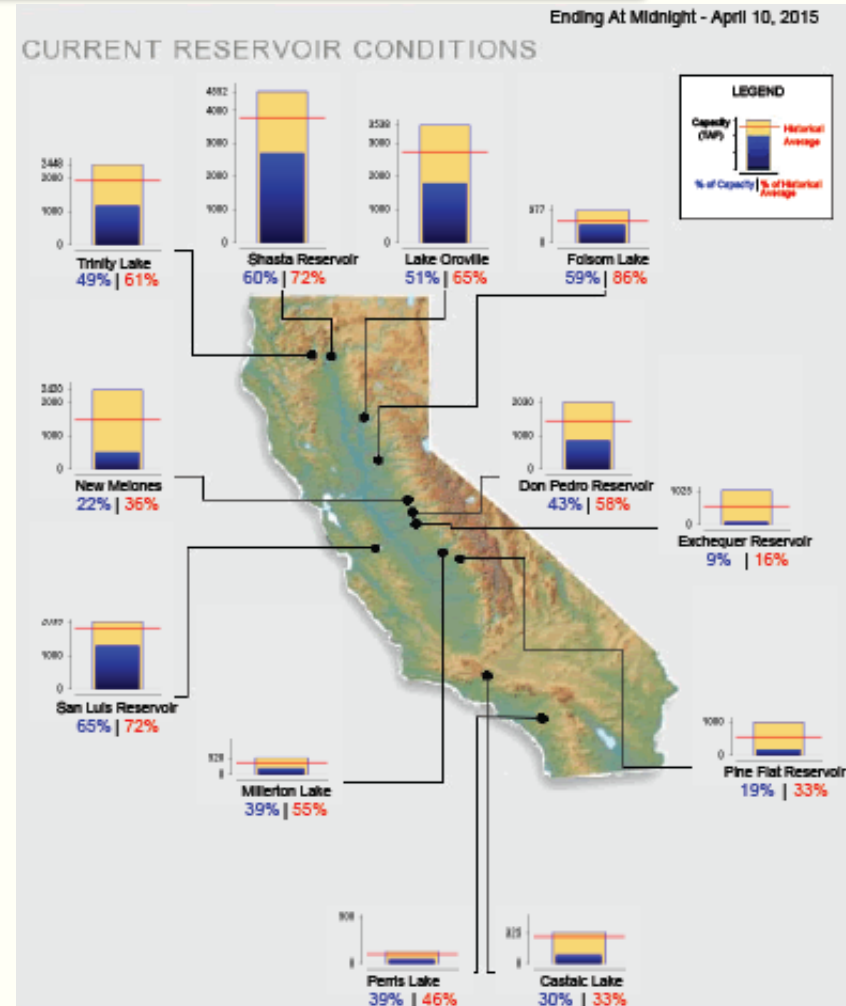 Ending At Midnight - April 10, 2015
CURRENT RESERVOIR CONDITIONS
LEGEND
Capacity
(TAF)
Historical
Average
% of Capacity | % of Historical
Average
2448
2000
1000
0
Trinity Lake
49% | 61%
4552
4000
3000
2000
1000
0
Shasta Reservoir
60% | 72%
3538
3000
2000
1000
0
Lake Oroville
51% | 65%
977
0
Folsom Lake
59% | 86%
2000
1000
0
New Melones
22% | 36%
1000
0
Don Pedro Reservoir
43% | 58%
1025
0
Exchequer Reservoir
9% | 16%
1000
0
San Luis Reservoir
65% | 72%
520
0
Millerton Lake
39% | 55%
1000
0
Pine Flat Reservoir
19% | 33%
0
Perris Lake
39% | 46%
325
0
Castaic Lake
30% | 33%